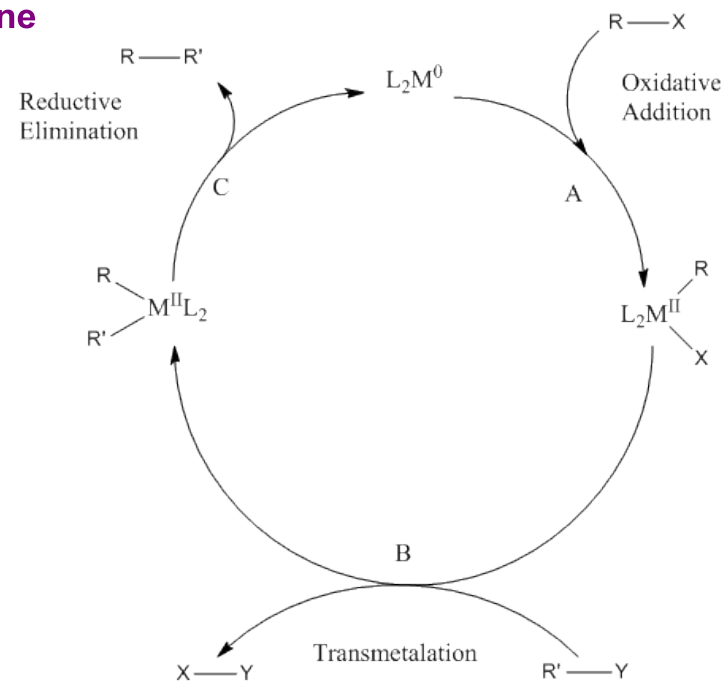 ne
R—X
R—R'
L₂M⁰
Oxidative
Addition
Reductive
Elimination
C
A
R
MᴵᴵL₂
R'
R
L₂Mᴵᴵ
X
B
Transmetalation
X—Y
R'—Y